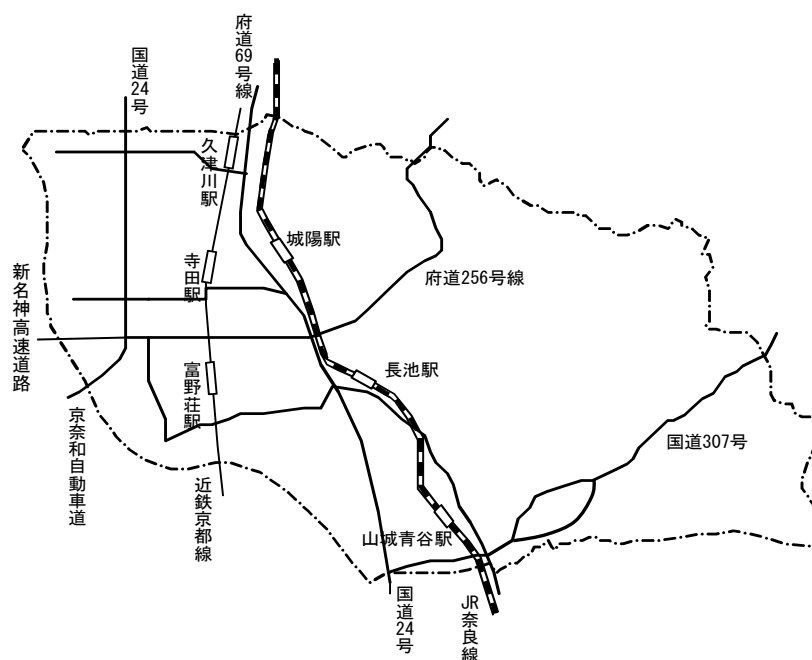 府道69号線
国道24号
久津川駅
城陽駅
寺田駅
府道256号線
新名神高速道路
長池駅
富野荘駅
京奈和自動車道
国道307号
近鉄京都線
山城青谷駅
国道24号
JR奈良線